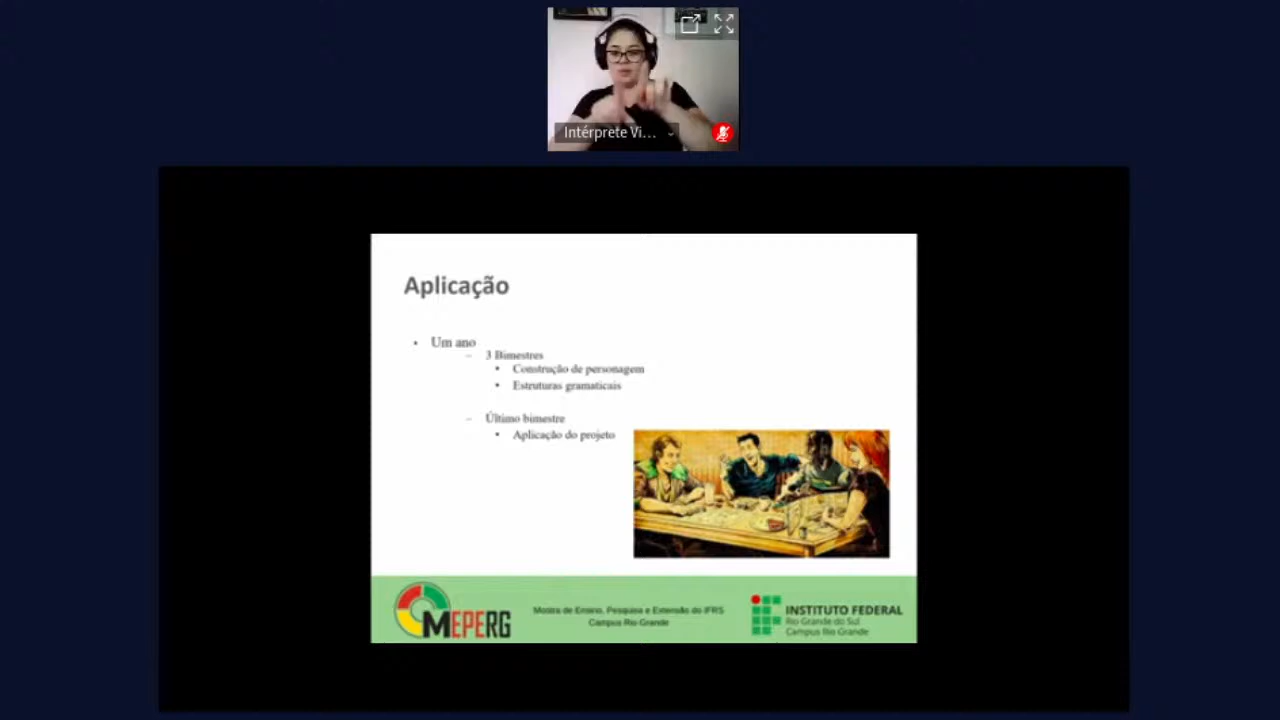 Intérprete Vi...
Aplicação
• Um ano
– 3 Bimestres
• Construção de personagem
• Estruturas gramaticais
– Último bimestre
• Aplicação do projeto
MEPERG
Mostra de Ensino, Pesquisa e Extensão do IFRS
Campus Rio Grande
INSTITUTO FEDERAL
Rio Grande do Sul
Campus Rio Grande